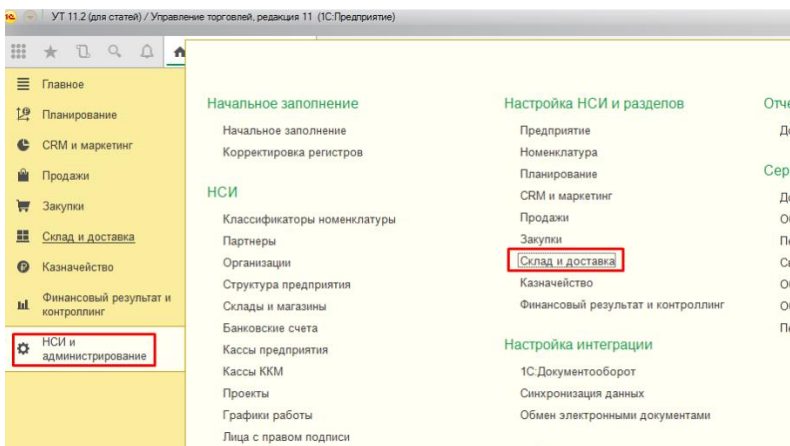 УТ 11.2 (для статей) / Управление торговлей, редакция 11 (1С:Предприятие)
Главное
Планирование
CRM и маркетинг
Продажи
Закупки
Склад и доставка
Казначейство
Финансовый результат и
контроллинг
НСИ и
администрирование
Начальное заполнение
Начальное заполнение
Корректировка регистров
НСИ
Классификаторы номенклатуры
Партнеры
Организации
Структура предприятия
Склады и магазины
Банковские счета
Кассы предприятия
Кассы ККМ
Проекты
Графики работы
Лица с правом подписи
Настройка НСИ и разделов
Предприятие
Номенклатура
Планирование
CRM и маркетинг
Продажи
Закупки
Склад и доставка
Казначейство
Финансовый результат и контроллинг
Настройка интеграции
1С:Документооборот
Синхронизация данных
Обмен электронными документами